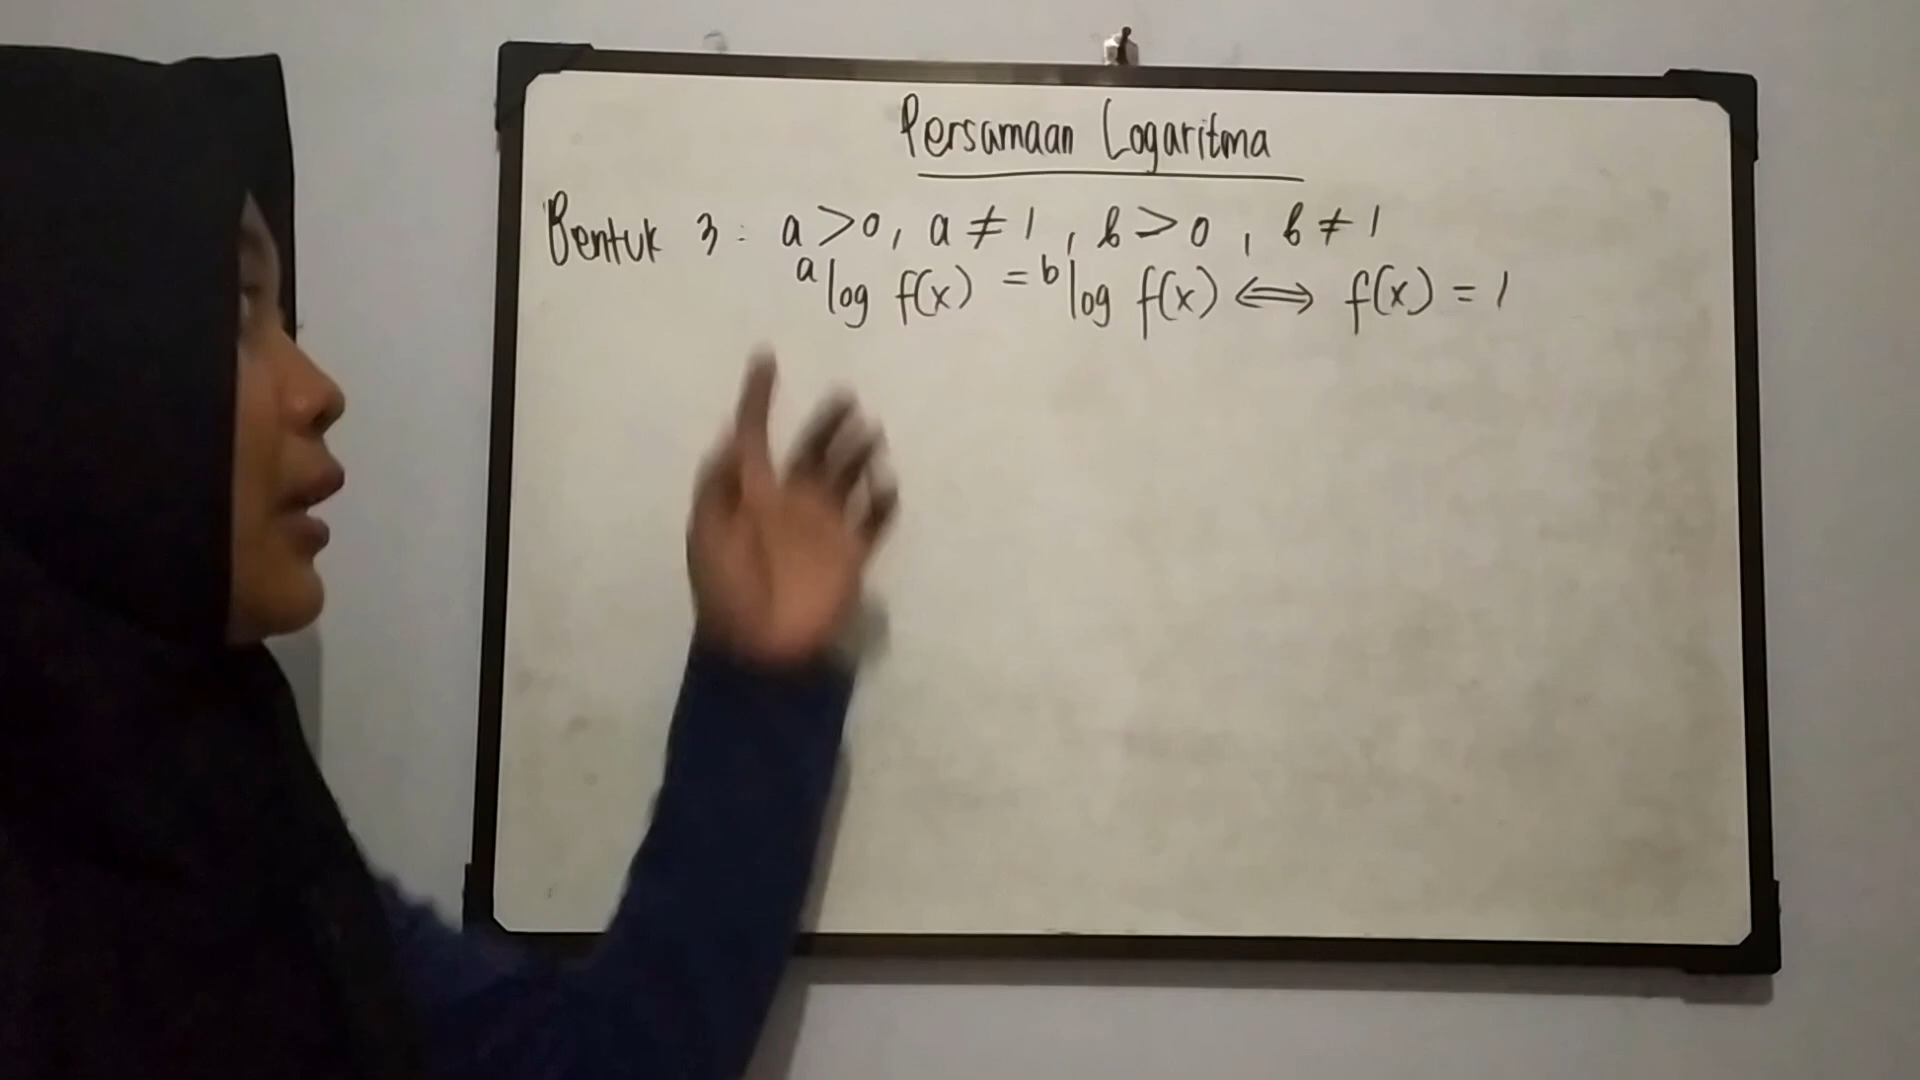 Persamaan Logaritma
Bentuk 3 : a > 0, a ≠ 1, b > 0, b ≠ 1
ᵃlog f(x) = ᵇlog f(x) ⟺ f(x) = 1